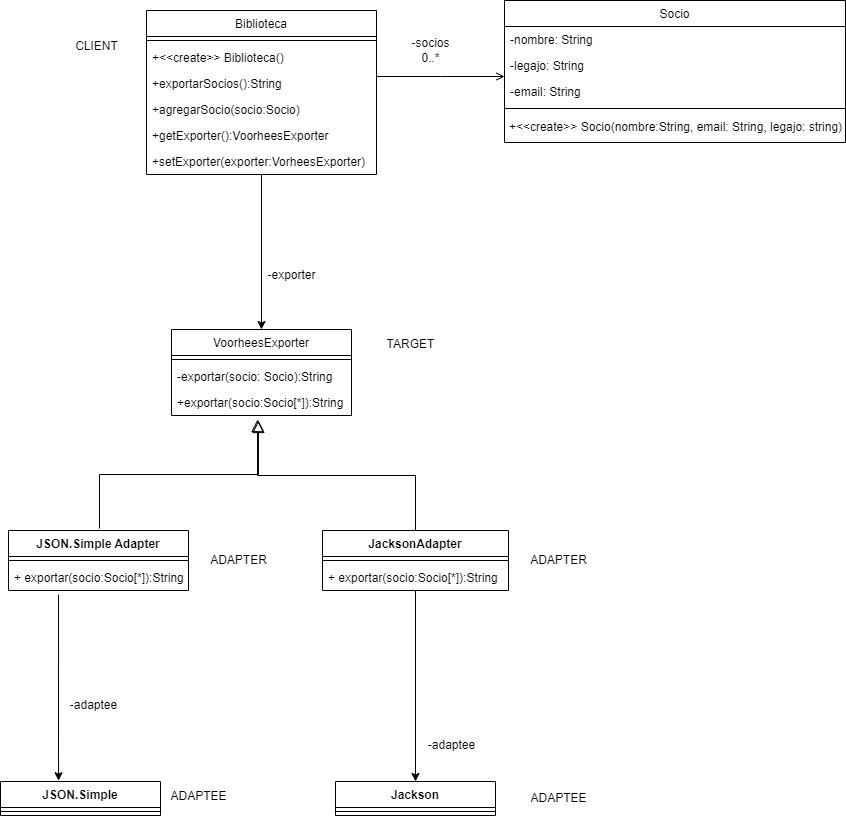 Biblioteca
CLIENT
+<<create>> Biblioteca()
+exportarSocios():String
+agregarSocio(socio:Socio)
+getExporter():VoorheesExporter
+setExporter(exporter:VorheesExporter)
-socios
0..*
Socio
-nombre: String
-legajo: String
-email: String
+<<create>> Socio(nombre:String, email: String, legajo: string)
-exporter
VoorheesExporter
TARGET
-exportar(socio: Socio):String
+exportar(socio:Socio[*]):String
JSON.Simple Adapter
ADAPTER
+ exportar(socio:Socio[*]):String
JacksonAdapter
ADAPTER
+ exportar(socio:Socio[*]):String
-adaptee
-adaptee
JSON.Simple
ADAPTEE
Jackson
ADAPTEE